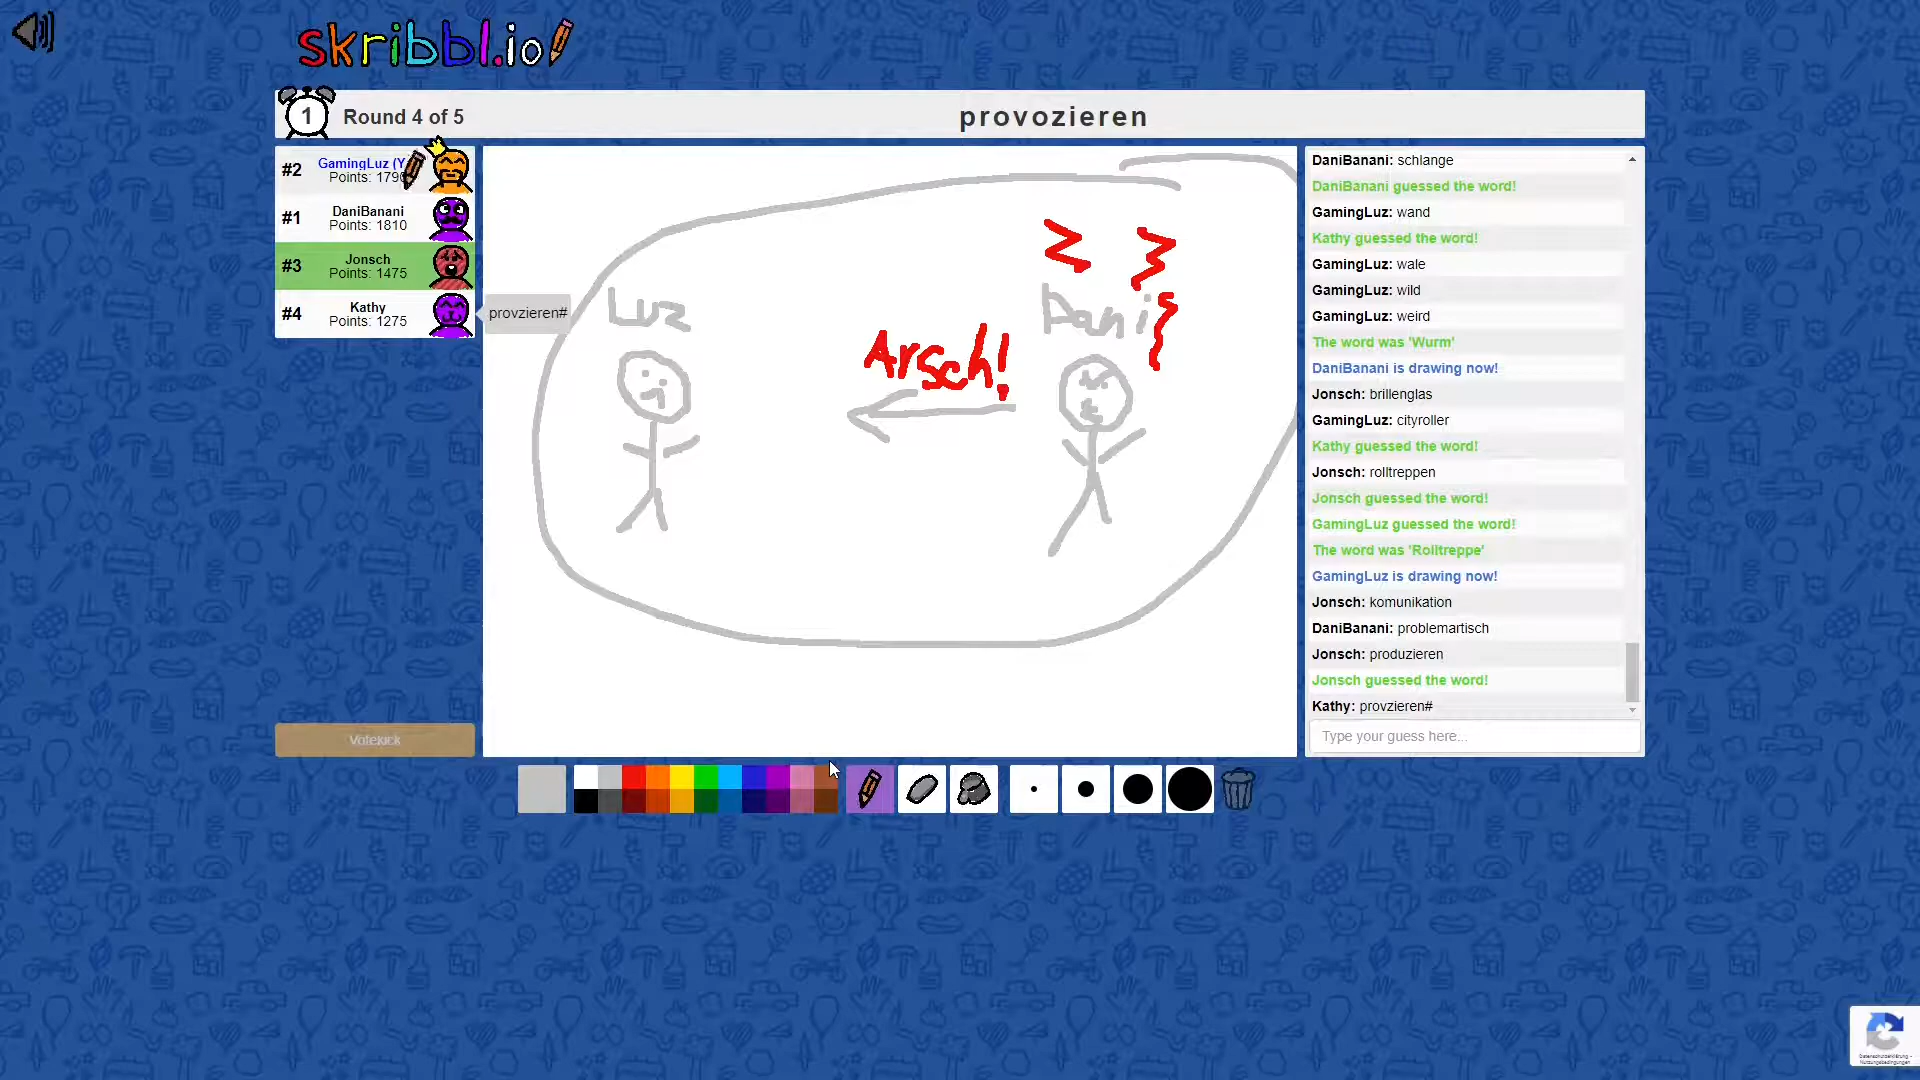 skribbl.io
1
Round 4 of 5
provozieren
#2
GamingLuz (Y
Points: 1790
#1
DaniBanani
Points: 1810
#3
Jonsch
Points: 1475
#4
Kathy
Points: 1275
provzieren#
Votekick
Luz
Arsch!
Dani
DaniBanani: schlange
DaniBanani guessed the word!
GamingLuz: wand
Kathy guessed the word!
GamingLuz: wale
GamingLuz: wild
GamingLuz: weird
The word was 'Wurm'
DaniBanani is drawing now!
Jonsch: brillenglas
GamingLuz: cityroller
Kathy guessed the word!
Jonsch: rolltreppen
Jonsch guessed the word!
GamingLuz guessed the word!
The word was 'Rolltreppe'
GamingLuz is drawing now!
Jonsch: komunikation
DaniBanani: problemartisch
Jonsch: produzieren
Jonsch guessed the word!
Kathy: provzieren#
Type your guess here...
Datenschutzerklärung -
Nutzungsbedingungen